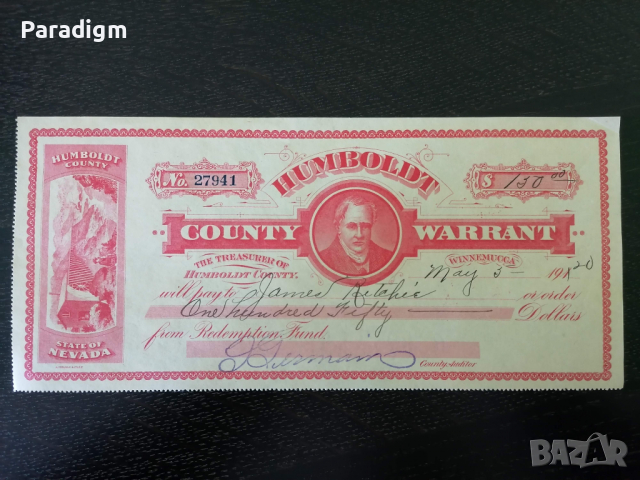 Paradigm
HUMBOLDT COUNTY
No. 27941
HUMBOLDT
$ 150 00
COUNTY WARRANT
THE TREASURER OF
HUMBOLDT COUNTY.
WINNEMUCCA May 3 - 1920
will pay to James Ritchie or order
One Hundred Fifty Dollars
from Redemption Fund.
County Auditor
STATE OF
NEVADA
BAZAR